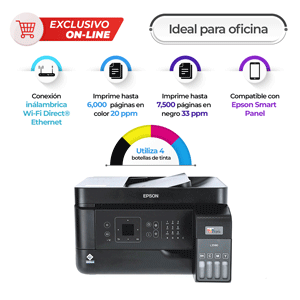 EXCLUSIVO
ON-LINE
Ideal para oficina
Conexión
inalámbrica
Wi-Fi Direct®
Ethernet
Imprime hasta
6,000 páginas en
color 20 ppm
Imprime hasta
7,500 páginas en
negro 33 ppm
Compatible con
Epson Smart
Panel
Utiliza 4
botellas de tinta
EPSON